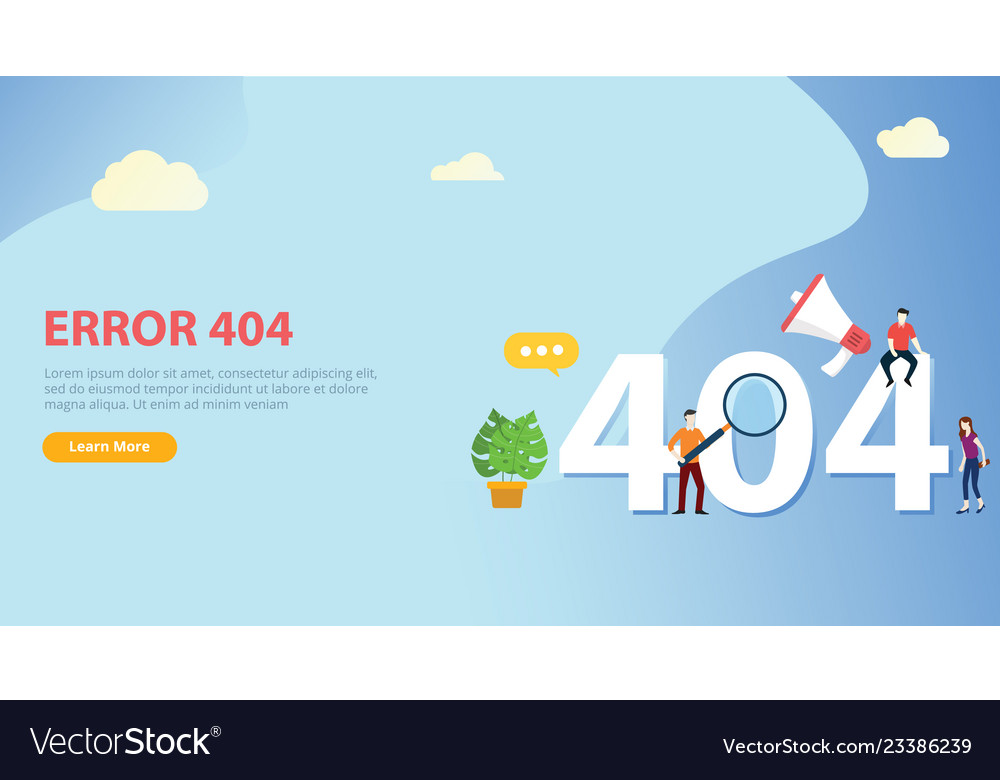 ERROR 404
Lorem ipsum dolor sit amet, consectetur adipiscing elit,
sed do eiusmod tempor incididunt ut labore et dolore
magna aliqua. Ut enim ad minim veniam
Learn More
404
VectorStock®
VectorStock.com/23386239